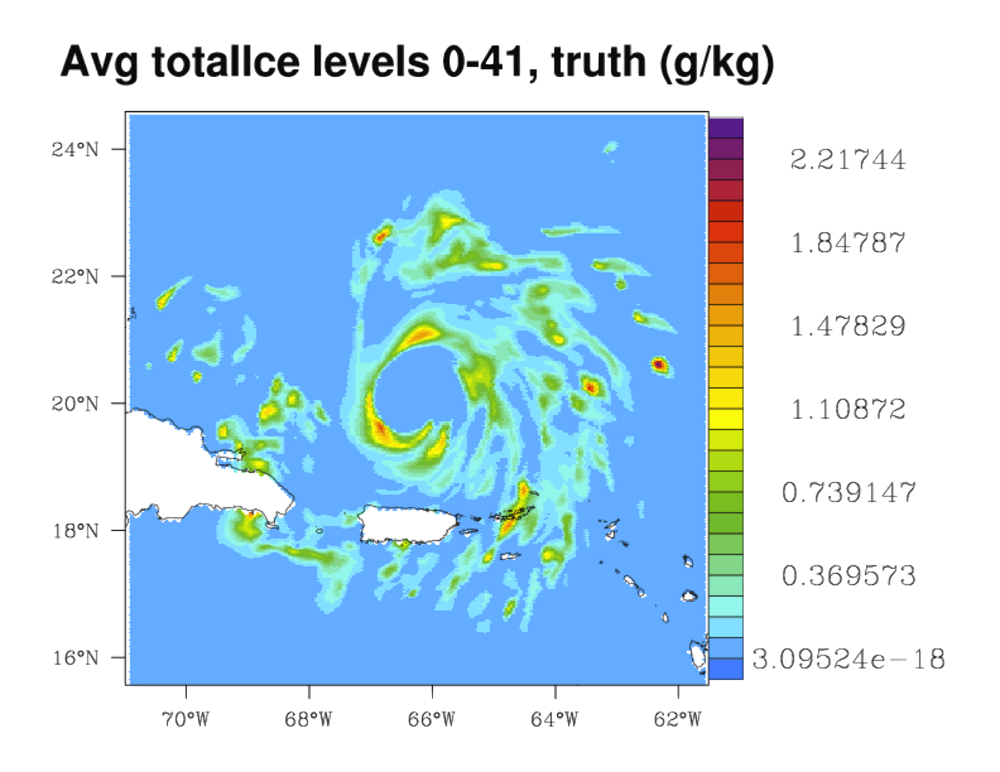 Avg totalIce levels 0-41, truth (g/kg)
24°N
22°N
20°N
18°N
16°N
70°W 68°W 66°W 64°W 62°W
2.21744
1.84787
1.47829
1.10872
0.739147
0.369573
3.09524e-18